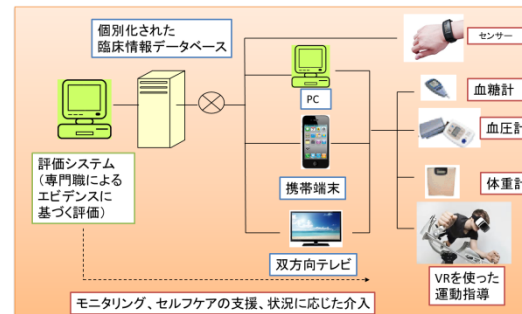 個別化された
臨床情報データベース
センサー
PC
血糖計
血圧計
評価システム
(専門職による
エビデンスに
基づく評価)
携帯端末
体重計
双方向テレビ
VRを使った
運動指導
モニタリング、セルフケアの支援、状況に応じた介入